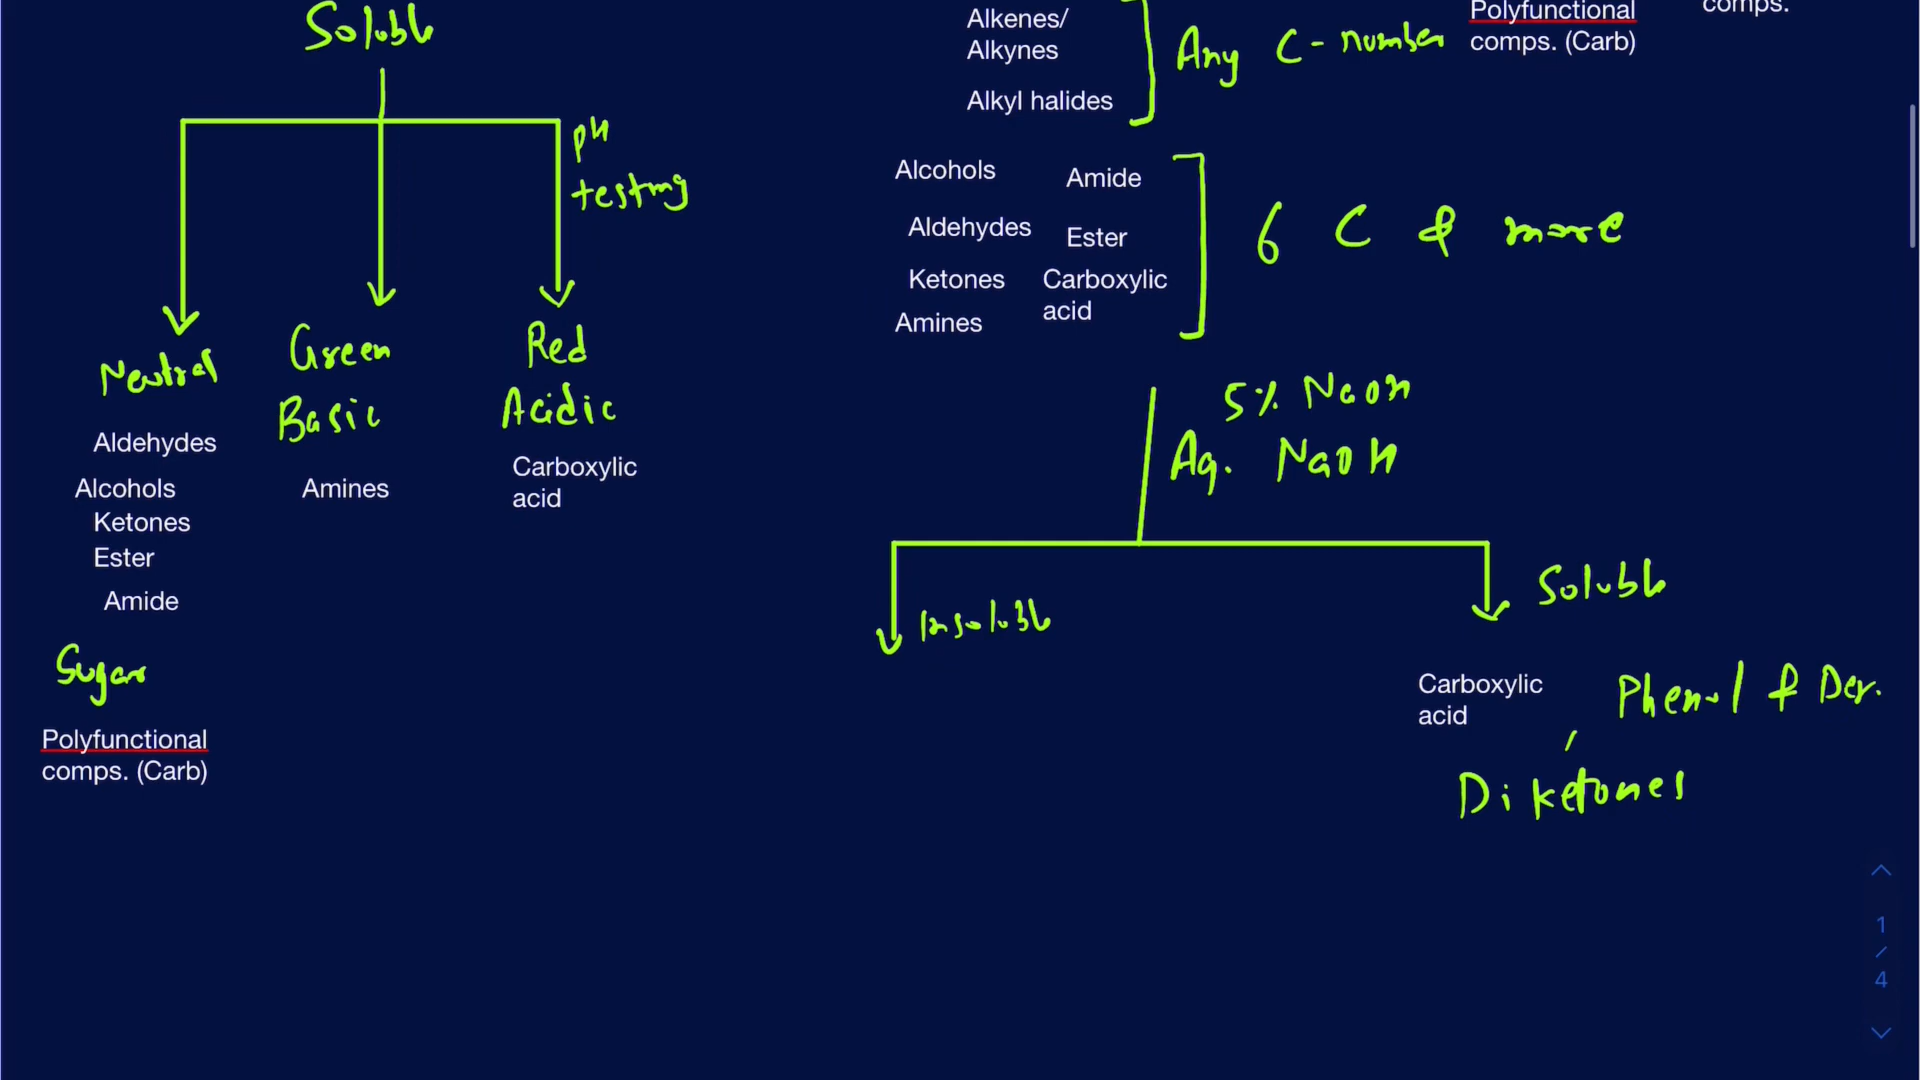 Soluble
pH
testing
Neutral
Green
Basic
Red
Acidic
Aldehydes
Alcohols
Ketones
Ester
Amide
Amines
Carboxylic
acid
Sugar
Polyfunctional
comps. (Carb)
Alkenes/
Alkynes
Alkyl halides
Any C-number
Polyfunctional
comps. (Carb)
comps.
Alcohols
Aldehydes
Ketones
Amines
Amide
Ester
Carboxylic
acid
6 C & more
5% NaOH
Aq. NaOH
Insoluble
Soluble
Carboxylic
acid
Phenol & Der.
Diketones
1
/
4